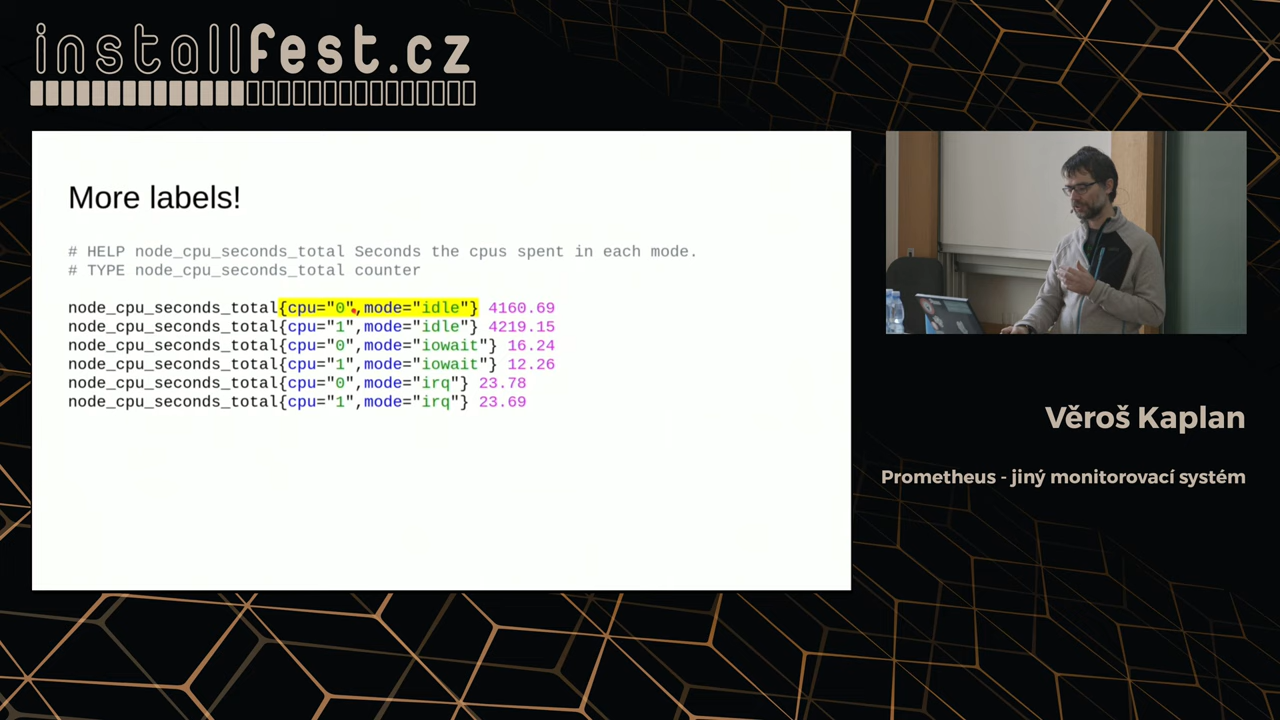 installfest.cz
More labels!
# HELP node_cpu_seconds_total Seconds the cpus spent in each mode.
# TYPE node_cpu_seconds_total counter
node_cpu_seconds_total{cpu="0",mode="idle"} 4160.69
node_cpu_seconds_total{cpu="1",mode="idle"} 4219.15
node_cpu_seconds_total{cpu="0",mode="iowait"} 16.24
node_cpu_seconds_total{cpu="1",mode="iowait"} 12.26
node_cpu_seconds_total{cpu="0",mode="irq"} 23.78
node_cpu_seconds_total{cpu="1",mode="irq"} 23.69
Věroš Kaplan
Prometheus - jiný monitorovací systém